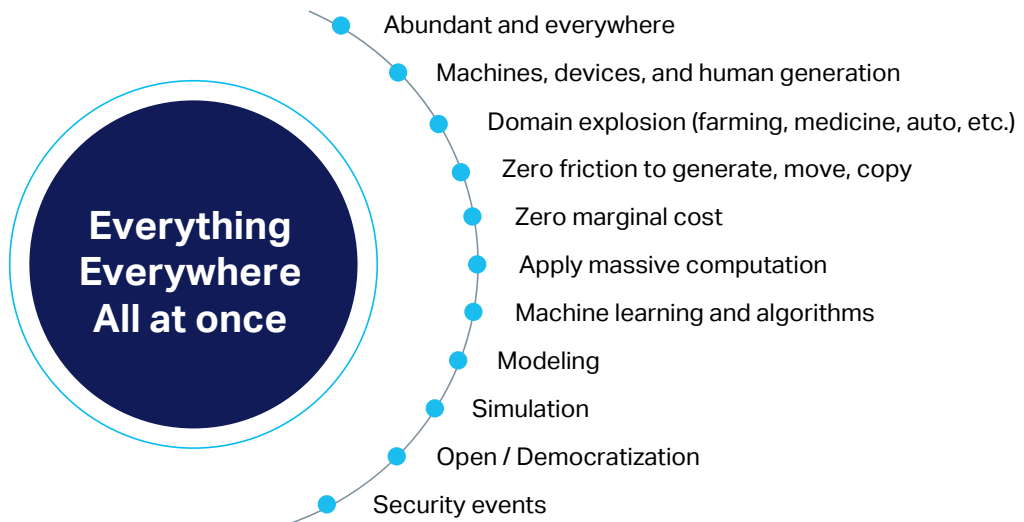 Everything
Everywhere
All at once
Abundant and everywhere
Machines, devices, and human generation
Domain explosion (farming, medicine, auto, etc.)
Zero friction to generate, move, copy
Zero marginal cost
Apply massive computation
Machine learning and algorithms
Modeling
Simulation
Open / Democratization
Security events